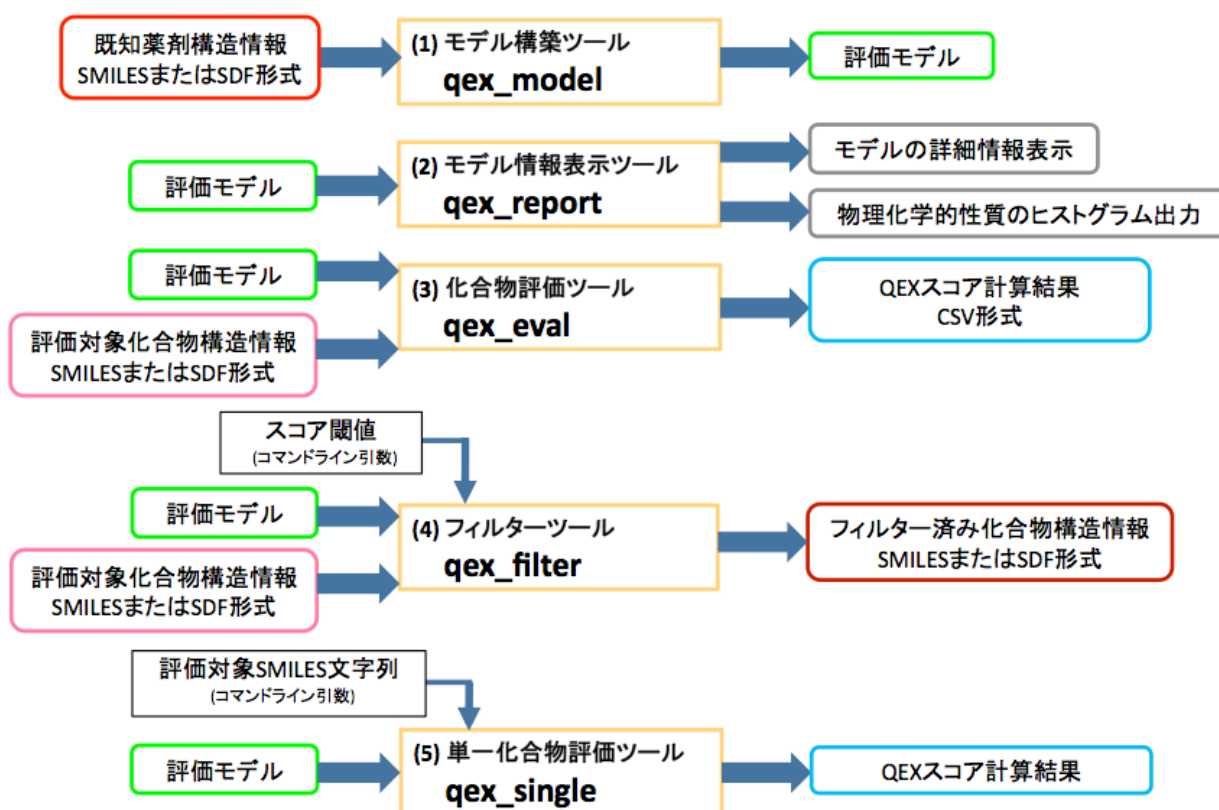 既知薬剤構造情報
SMILESまたはSDF形式
(1) モデル構築ツール
qex_model
評価モデル
評価モデル
(2) モデル情報表示ツール
qex_report
モデルの詳細情報表示
物理化学的性質のヒストグラム出力
評価モデル
評価対象化合物構造情報
SMILESまたはSDF形式
(3) 化合物評価ツール
qex_eval
QEXスコア計算結果
CSV形式
スコア閾値
(コマンドライン引数)
評価モデル
評価対象化合物構造情報
SMILESまたはSDF形式
(4) フィルターツール
qex_filter
フィルター済み化合物構造情報
SMILESまたはSDF形式
評価対象SMILES文字列
(コマンドライン引数)
評価モデル
(5) 単一化合物評価ツール
qex_single
QEXスコア計算結果